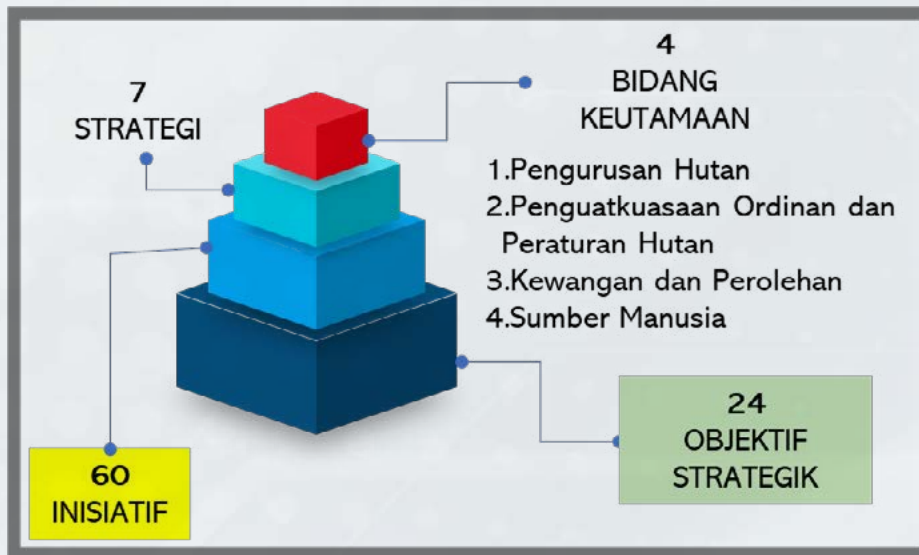 7
STRATEGI
4
BIDANG
KEUTAMAAN
1.Pengurusan Hutan
2.Penguatkuasaan Ordinan dan
Peraturan Hutan
3.Kewangan dan Perolehan
4.Sumber Manusia
60
INISIATIF
24
OBJEKTIF
STRATEGIK